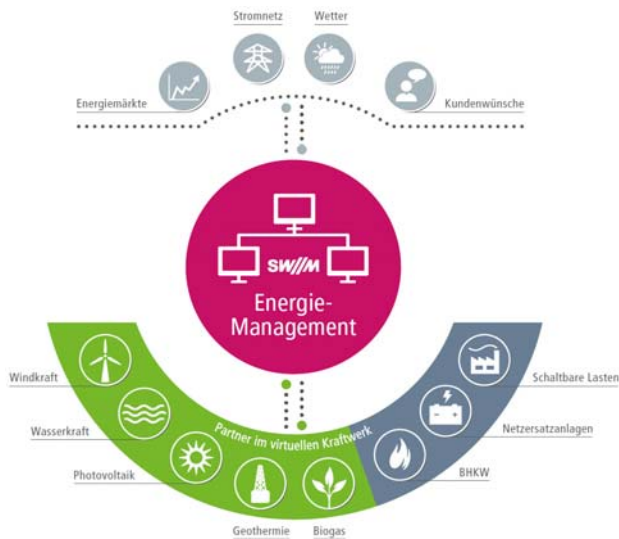 Stromnetz
Wetter
Energiemärkte
Kundenwünsche
SW//M
Energie-
Management
Windkraft
Schaltbare Lasten
Wasserkraft
Netzersatzanlagen
Partner im virtuellen Kraftwerk
Photovoltaik
BHKW
Geothermie
Biogas